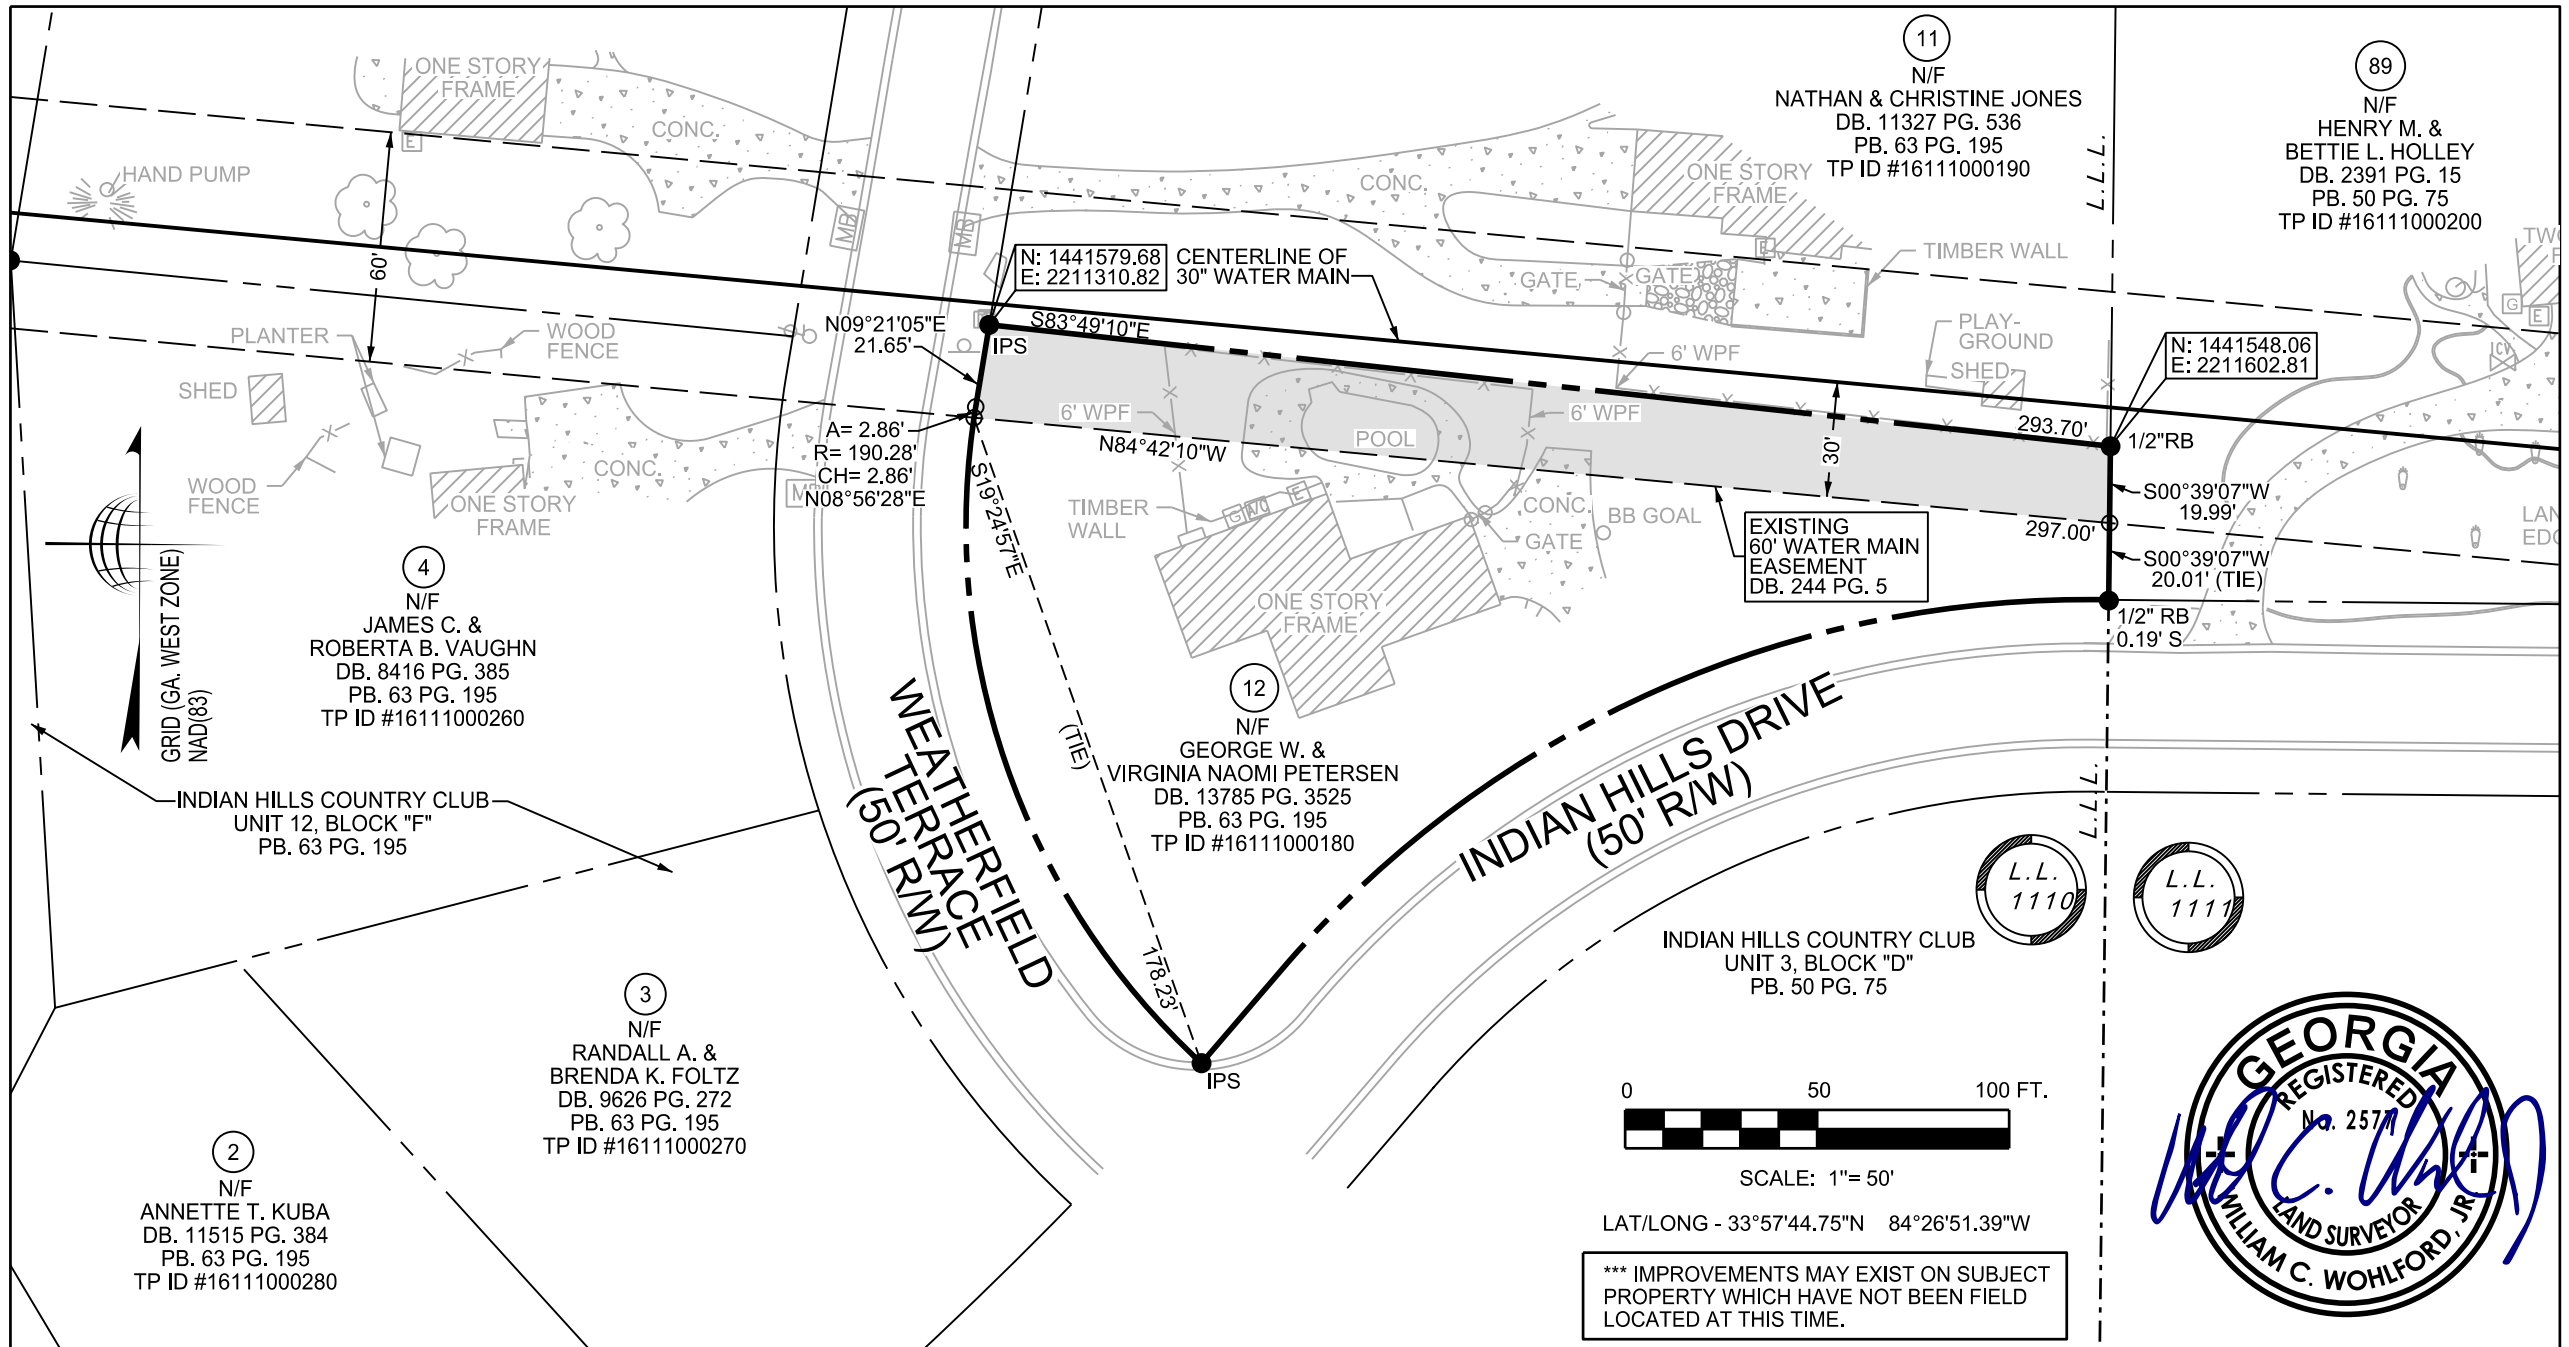 11
N/F
NATHAN & CHRISTINE JONES
DB. 11327 PG. 536
PB. 63 PG. 195
TP ID #16111000190
89
N/F
HENRY M. &
BETTIE L. HOLLEY
DB. 2391 PG. 15
PB. 50 PG. 75
TP ID #16111000200
L.L.L.
ONE STORY
FRAME
E
CONC.
HAND PUMP
60'
MB
MB
CONC.
ONE STORY
FRAME
E
TIMBER WALL
GATE
GATE
N: 1441579.68
E: 2211310.82
CENTERLINE OF
30" WATER MAIN
G
E
ICV
N09°21'05"E
21.65'
S83°49'10"E
IPS
PLANTER
WOOD
FENCE
SHED
6' WPF
PLAY-
GROUND
SHED
N: 1441548.06
E: 2211602.81
6' WPF
6' WPF
POOL
N84°42'10"W
293.70'
1/2"RB
30'
A= 2.86'
R= 190.28'
CH= 2.86'
N08°56'28"E
S19°24'57"E
(TIE)
178.23'
MB
CONC.
WOOD
FENCE
ONE STORY
FRAME
TIMBER
WALL
G
A/C
E
CONC.
BB GOAL
GATE
EXISTING
60' WATER MAIN
EASEMENT
DB. 244 PG. 5
297.00'
S00°39'07"W
19.99'
S00°39'07"W
20.01' (TIE)
1/2" RB
0.19' S
ONE STORY
FRAME
GRID (GA. WEST ZONE)
NAD(83)
4
N/F
JAMES C. &
ROBERTA B. VAUGHN
DB. 8416 PG. 385
PB. 63 PG. 195
TP ID #16111000260
12
N/F
GEORGE W. &
VIRGINIA NAOMI PETERSEN
DB. 13785 PG. 3525
PB. 63 PG. 195
TP ID #16111000180
WEATHERFIELD
TERRACE
(50' R/W)
INDIAN HILLS DRIVE
(50' R/W)
INDIAN HILLS COUNTRY CLUB
UNIT 12, BLOCK "F"
PB. 63 PG. 195
L.L.L.
L.L.
1110
L.L.
1111
INDIAN HILLS COUNTRY CLUB
UNIT 3, BLOCK "D"
PB. 50 PG. 75
3
N/F
RANDALL A. &
BRENDA K. FOLTZ
DB. 9626 PG. 272
PB. 63 PG. 195
TP ID #16111000270
IPS
2
N/F
ANNETTE T. KUBA
DB. 11515 PG. 384
PB. 63 PG. 195
TP ID #16111000280
0 50 100 FT.
SCALE: 1"= 50'
LAT/LONG - 33°57'44.75"N 84°26'51.39"W
*** IMPROVEMENTS MAY EXIST ON SUBJECT
PROPERTY WHICH HAVE NOT BEEN FIELD
LOCATED AT THIS TIME.
GEORGIA
REGISTERED
No. 2577
LAND SURVEYOR
WILLIAM C. WOHLFORD, JR.